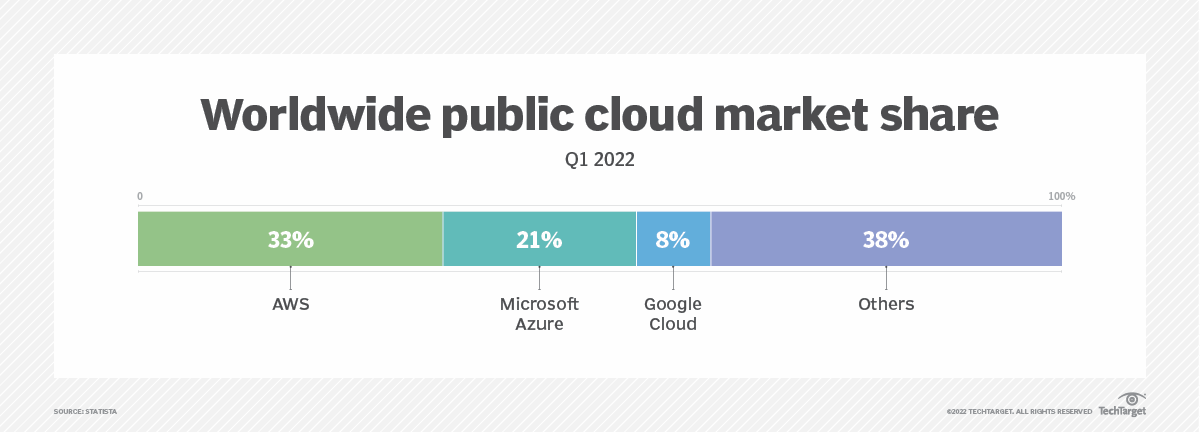 Worldwide public cloud market share
Q1 2022
0 100%
33% 21% 8% 38%
AWS Microsoft Azure Google Cloud Others
SOURCE: STATISTA
©2022 TECHTARGET. ALL RIGHTS RESERVED TechTarget